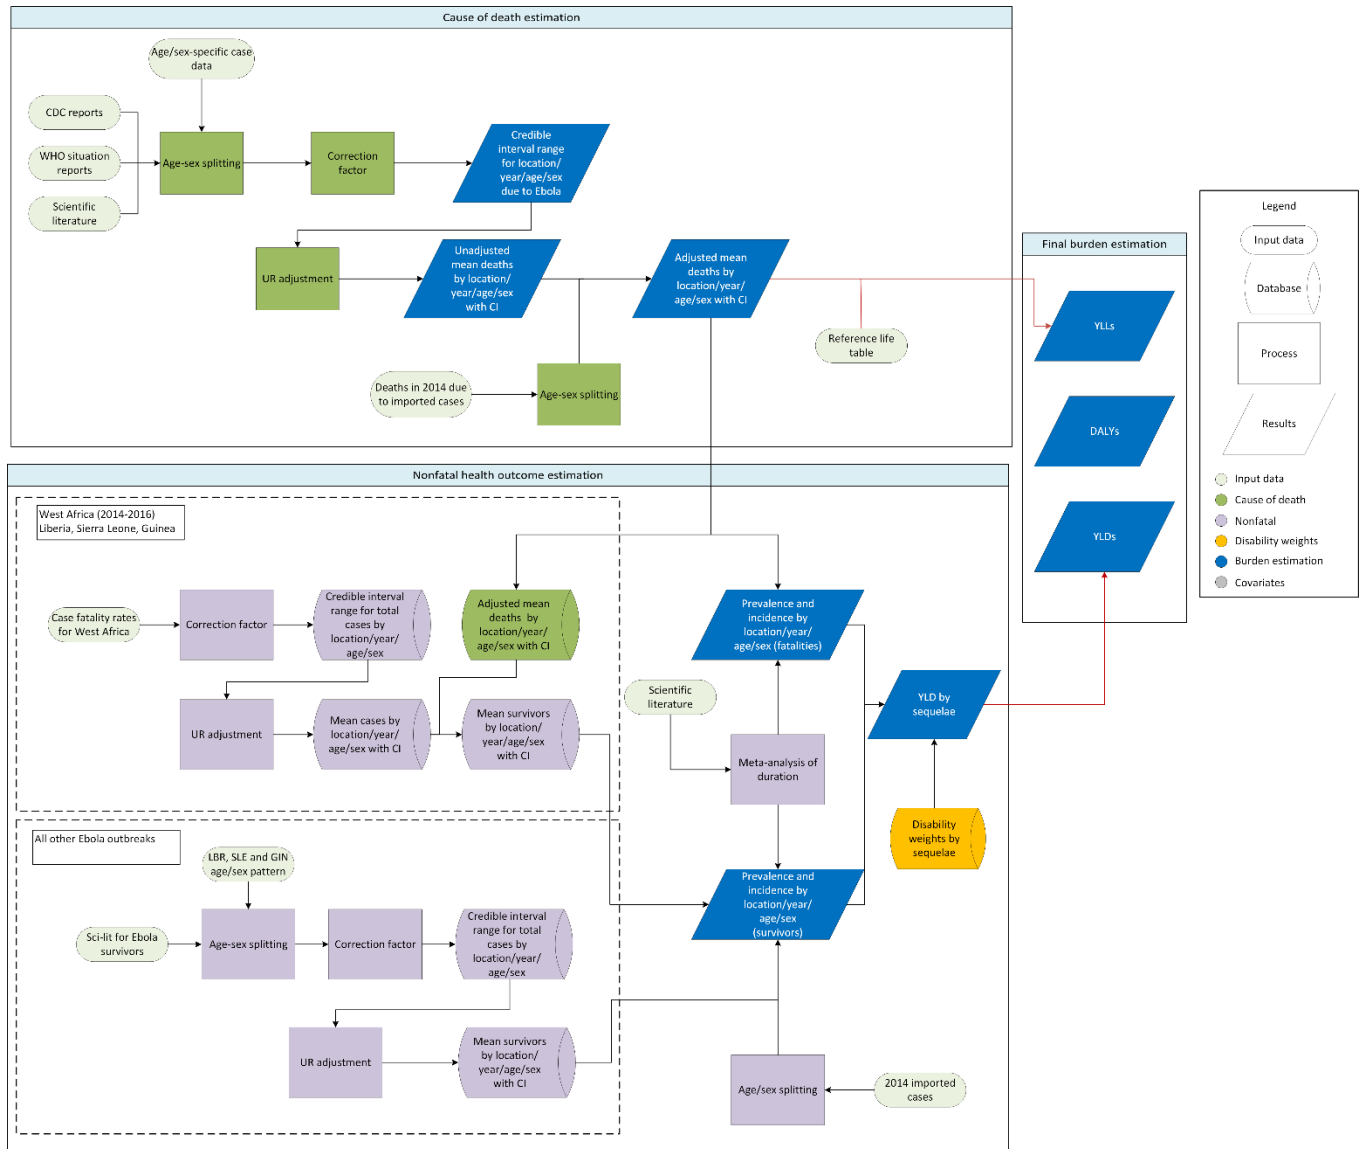 Cause of death estimation
Age/sex-specific case
data
CDC reports
WHO situation
reports
Scientific
literature
Age-sex splitting
Correction
factor
Credible
interval range
for location/
year/age/sex
due to Ebola
UR adjustment
Unadjusted
mean deaths
by location/
year/age/sex
with CI
Adjusted mean
deaths by
location/year/
age/sex with CI
Reference life
table
Deaths in 2014 due
to imported cases
Age-sex splitting
Final burden estimation
YLLs
DALYs
YLDs
Legend
Input data
Database
Process
Results
Input data
Cause of death
Nonfatal
Disability weights
Burden estimation
Covariates
Nonfatal health outcome estimation
West Africa (2014-2016)
Liberia, Sierra Leone, Guinea
Case fatality rates
for West Africa
Correction factor
Credible interval
range for total
cases by
location/year/
age/sex
Adjusted mean
deaths by
location/year/
age/sex with CI
UR adjustment
Mean cases by
location/year/
age/sex with CI
Mean survivors
by location/
year/age/sex
with CI
Prevalence and
incidence by
location/year/
age/sex (fatalities)
Scientific
literature
Meta-analysis of
duration
YLD by
sequelae
Disability
weights by
sequelae
Prevalence and
incidence by
location/year/
age/sex
(survivors)
All other Ebola outbreaks
LBR, SLE and GIN
age/sex pattern
Sci-lit for Ebola
survivors
Age-sex splitting
Correction factor
Credible interval
range for total
cases by
location/year/
age/sex
UR adjustment
Mean survivors
by location/
year/age/sex
with CI
Age/sex splitting
2014 imported
cases